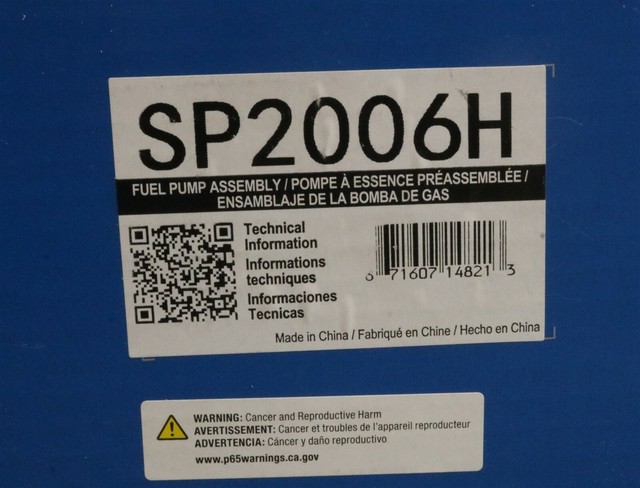 SP2006H
FUEL PUMP ASSEMBLY / POMPE À ESSENCE PRÉASSEMBLÉE /
ENSAMBLAJE DE LA BOMBA DE GAS
Technical
Information
Informations
techniques
Informaciones
Tecnicas
6 71607 14821 3
Made in China / Fabriqué en Chine / Hecho en China
WARNING: Cancer and Reproductive Harm
AVERTISSEMENT: Cancer et troubles de l'appareil reproducteur
ADVERTENCIA: Cáncer y daño reproductivo
www.p65warnings.ca.gov